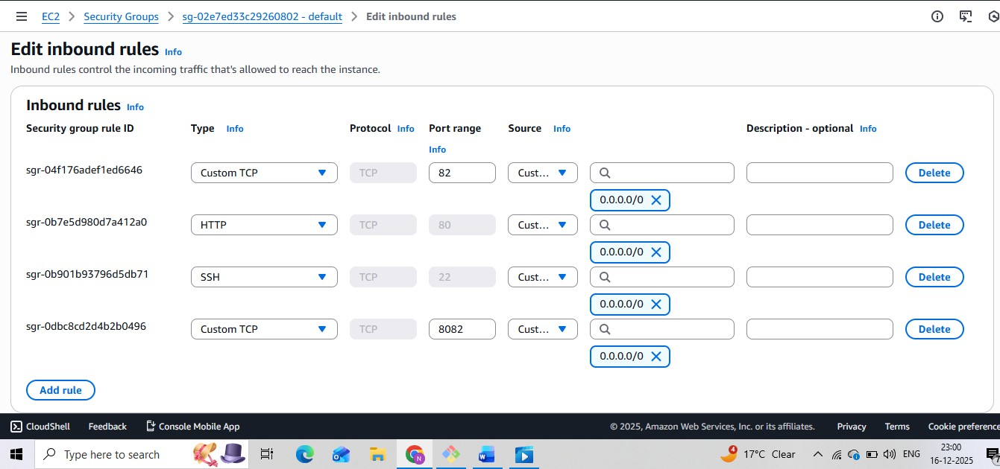 EC2 > Security Groups > sg-02e7ed33c29260802 - default > Edit inbound rules
Edit inbound rules Info
Inbound rules control the incoming traffic that's allowed to reach the instance.
Inbound rules Info
Security group rule ID Type Info Protocol Info Port range Source Info Description - optional Info
Info
sgr-04f176adef1ed6646 Custom TCP TCP 82 Cust... Delete
0.0.0.0/0
sgr-0b7e5d980d7a412a0 HTTP TCP 80 Cust... Delete
0.0.0.0/0
sgr-0b901b93796d5db71 SSH TCP 22 Cust... Delete
0.0.0.0/0
sgr-0dbc8cd2d4b2b0496 Custom TCP TCP 8082 Cust... Delete
0.0.0.0/0
Add rule
CloudShell Feedback Console Mobile App © 2025, Amazon Web Services, Inc. or its affiliates. Privacy Terms Cookie preference
Type here to search 4 17°C Clear ENG 23:00
16-12-2025